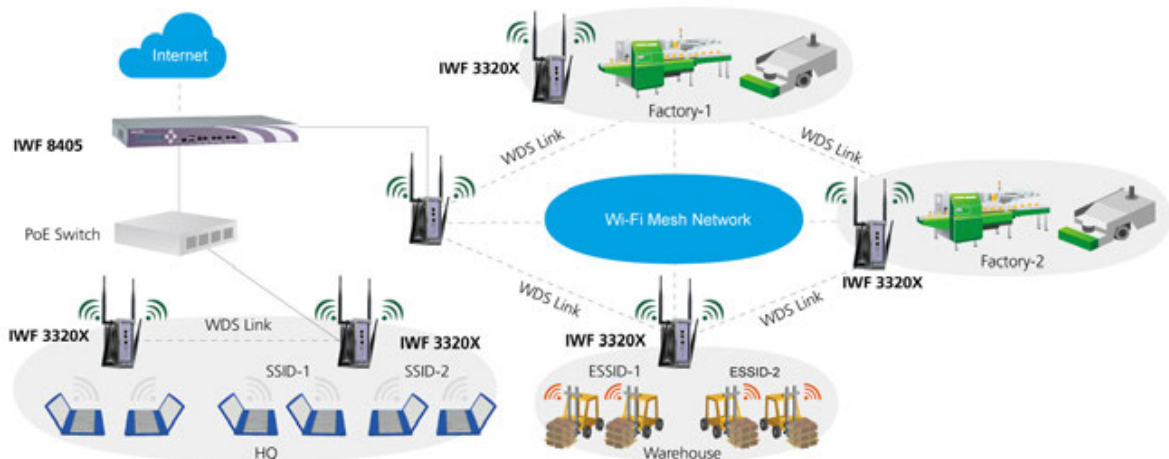 Internet
IWF 8405
PoE Switch
IWF 3320X
Factory-1
WDS Link
WDS Link
Wi-Fi Mesh Network
Factory-2
IWF 3320X
WDS Link
WDS Link
IWF 3320X
WDS Link
IWF 3320X
SSID-1
SSID-2
HQ
IWF 3320X
ESSID-1
ESSID-2
Warehouse